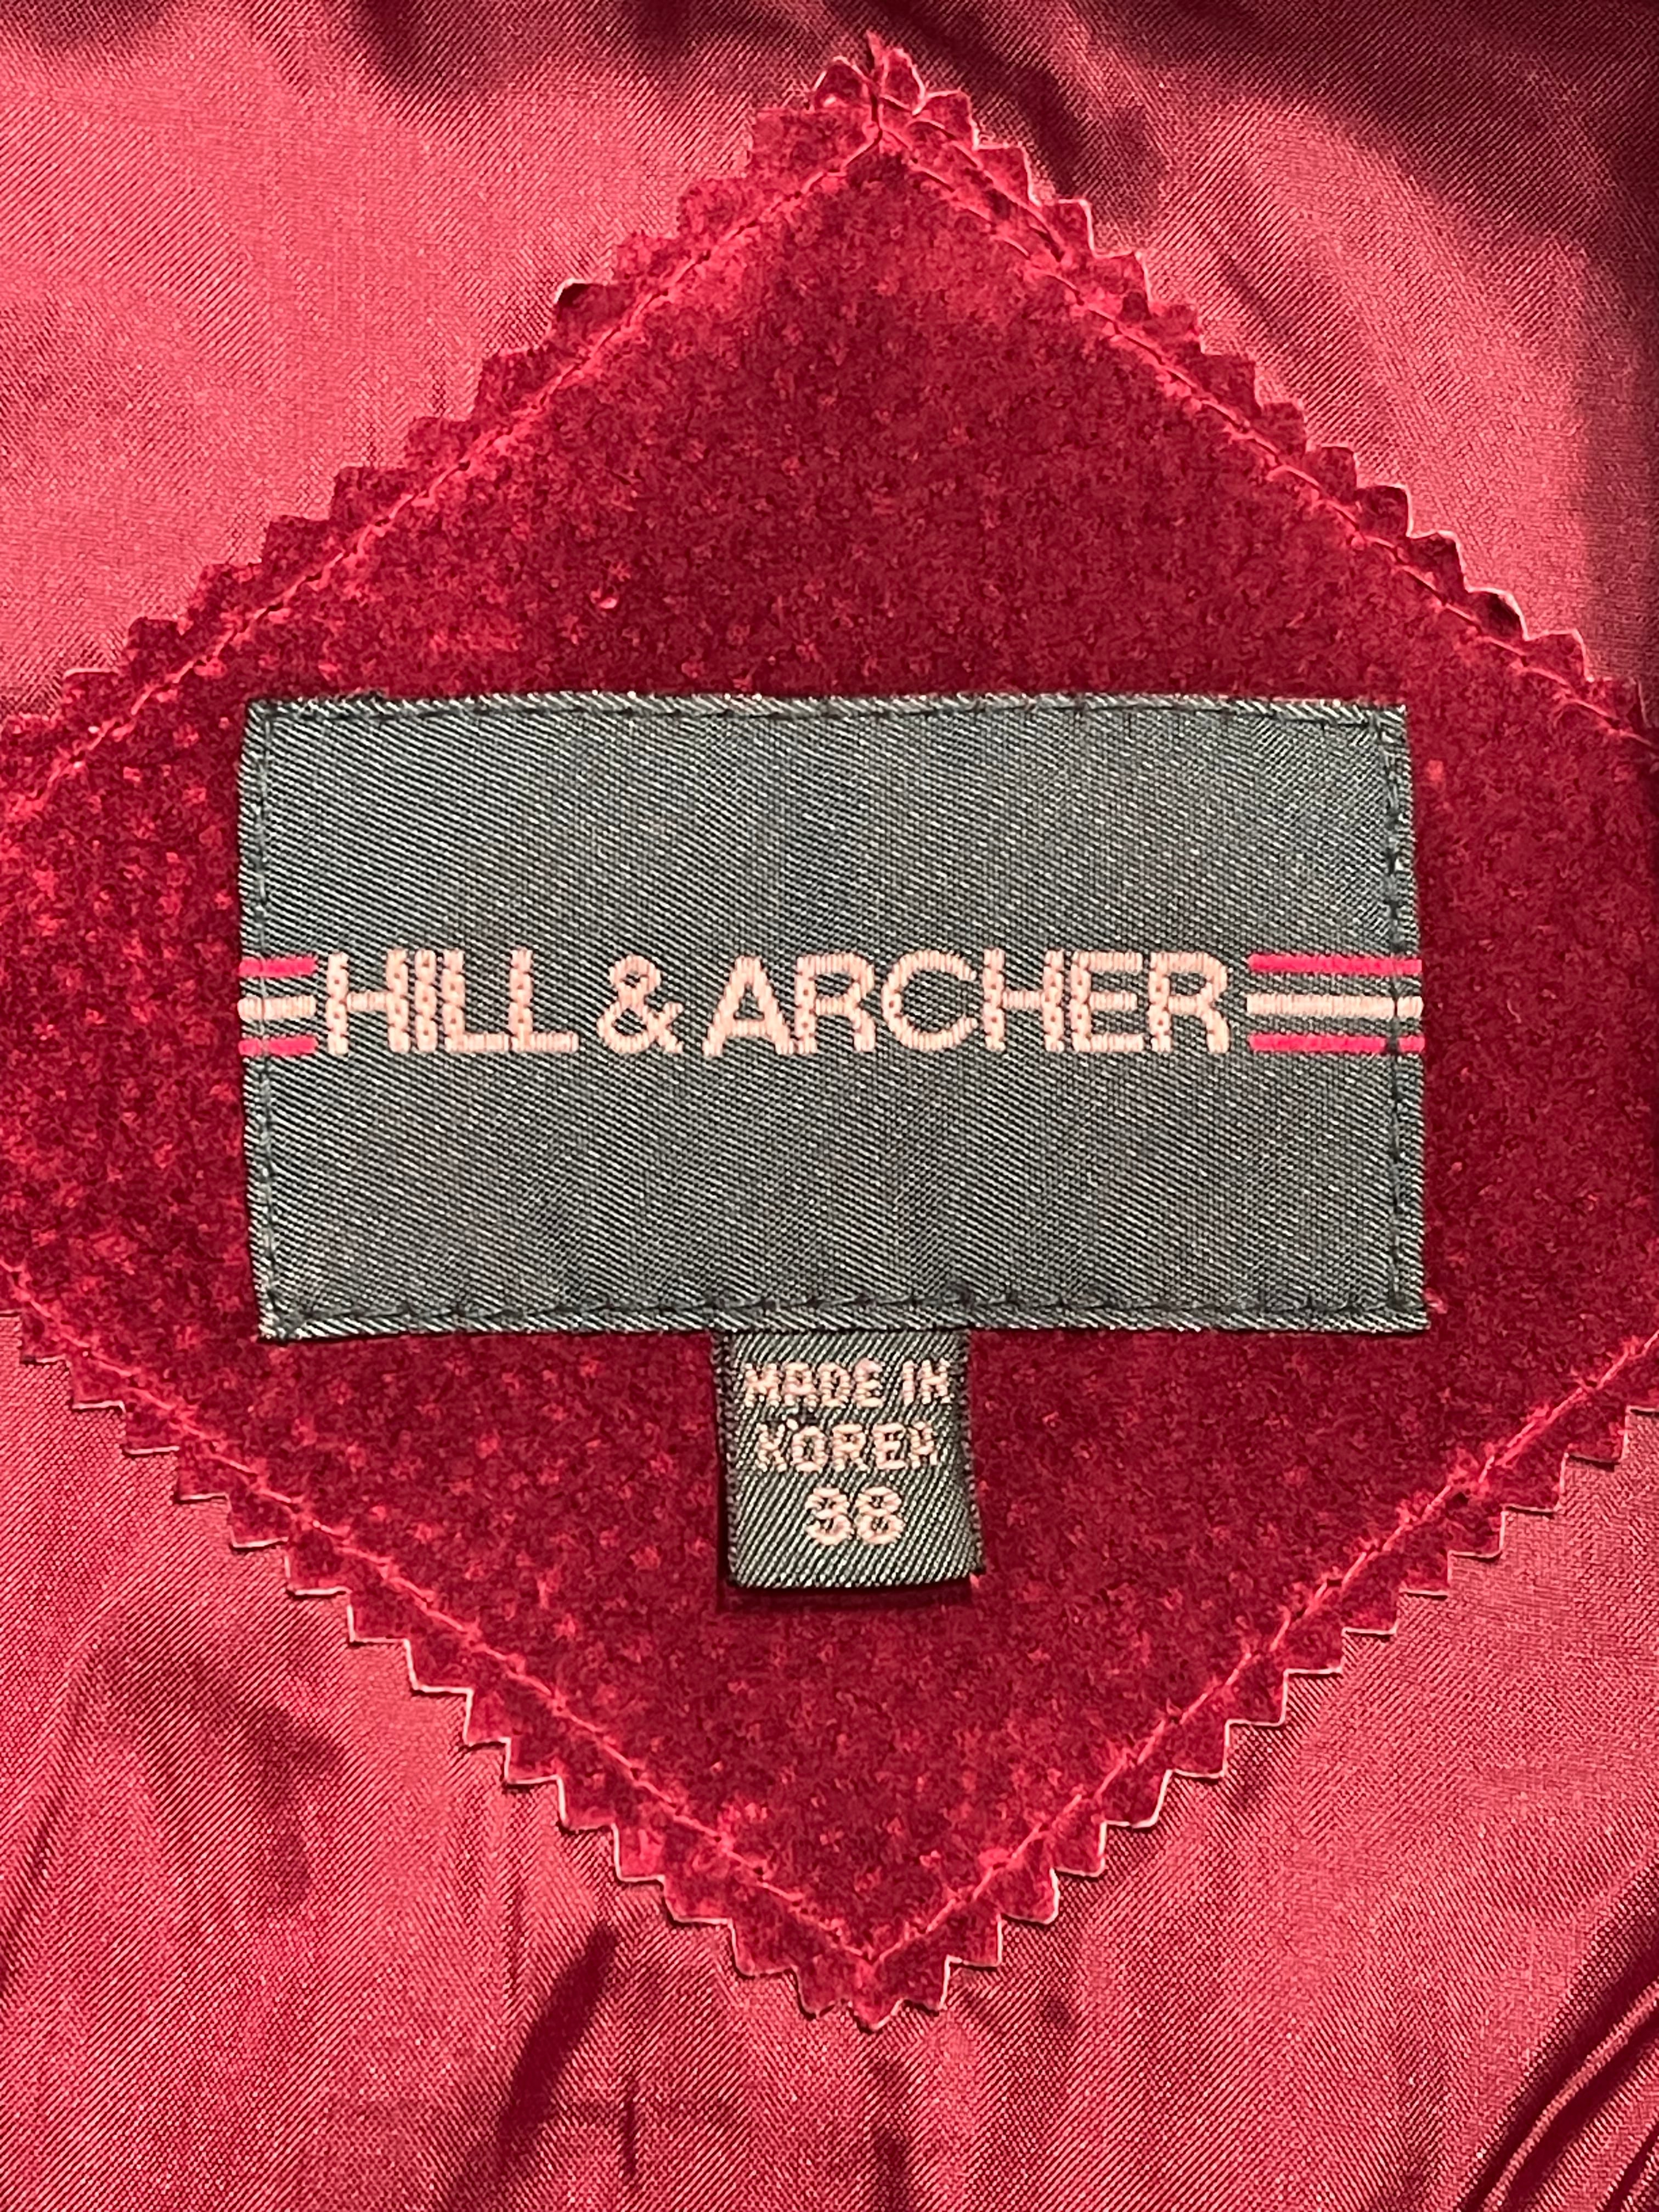 HILL & ARCHER
MADE IN
KOREA
38